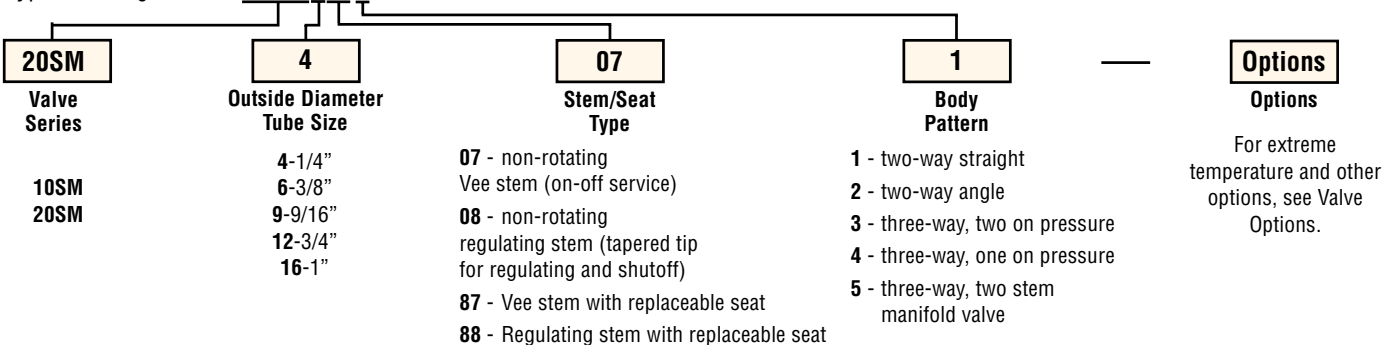 20SM 4 07 1 — Options
Valve Series
10SM
20SM
Outside Diameter
Tube Size
4-1/4”
6-3/8”
9-9/16”
12-3/4”
16-1”
Stem/Seat
Type
07 - non-rotating
Vee stem (on-off service)
08 - non-rotating
regulating stem (tapered tip
for regulating and shutoff)
87 - Vee stem with replaceable seat
88 - Regulating stem with replaceable seat
Body
Pattern
1 - two-way straight
2 - two-way angle
3 - three-way, two on pressure
4 - three-way, one on pressure
5 - three-way, two stem
manifold valve
Options
For extreme
temperature and other
options, see Valve
Options.